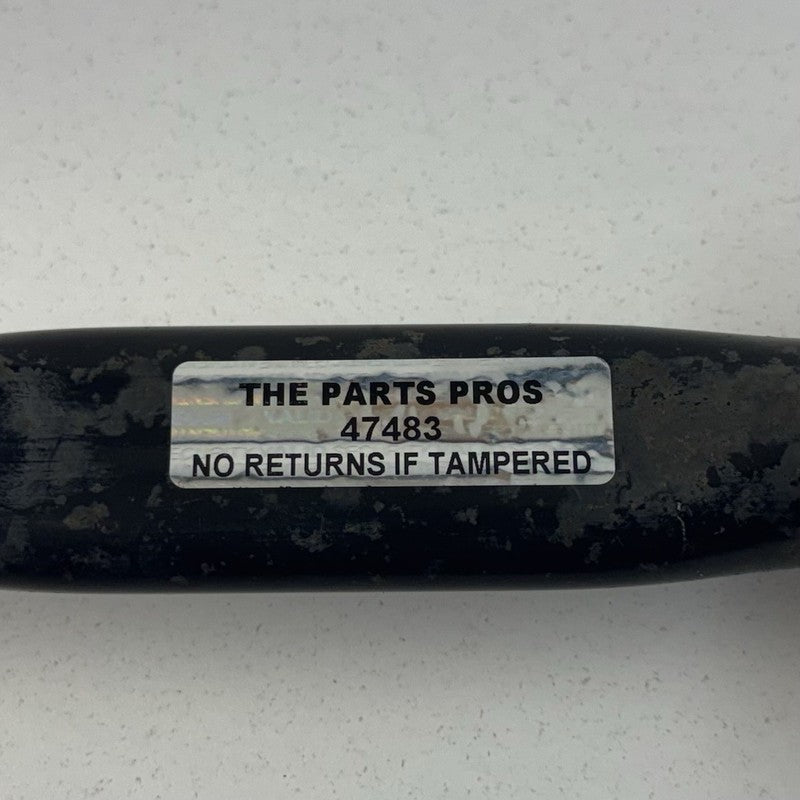 THE PARTS PROS
47483
NO RETURNS IF TAMPERED